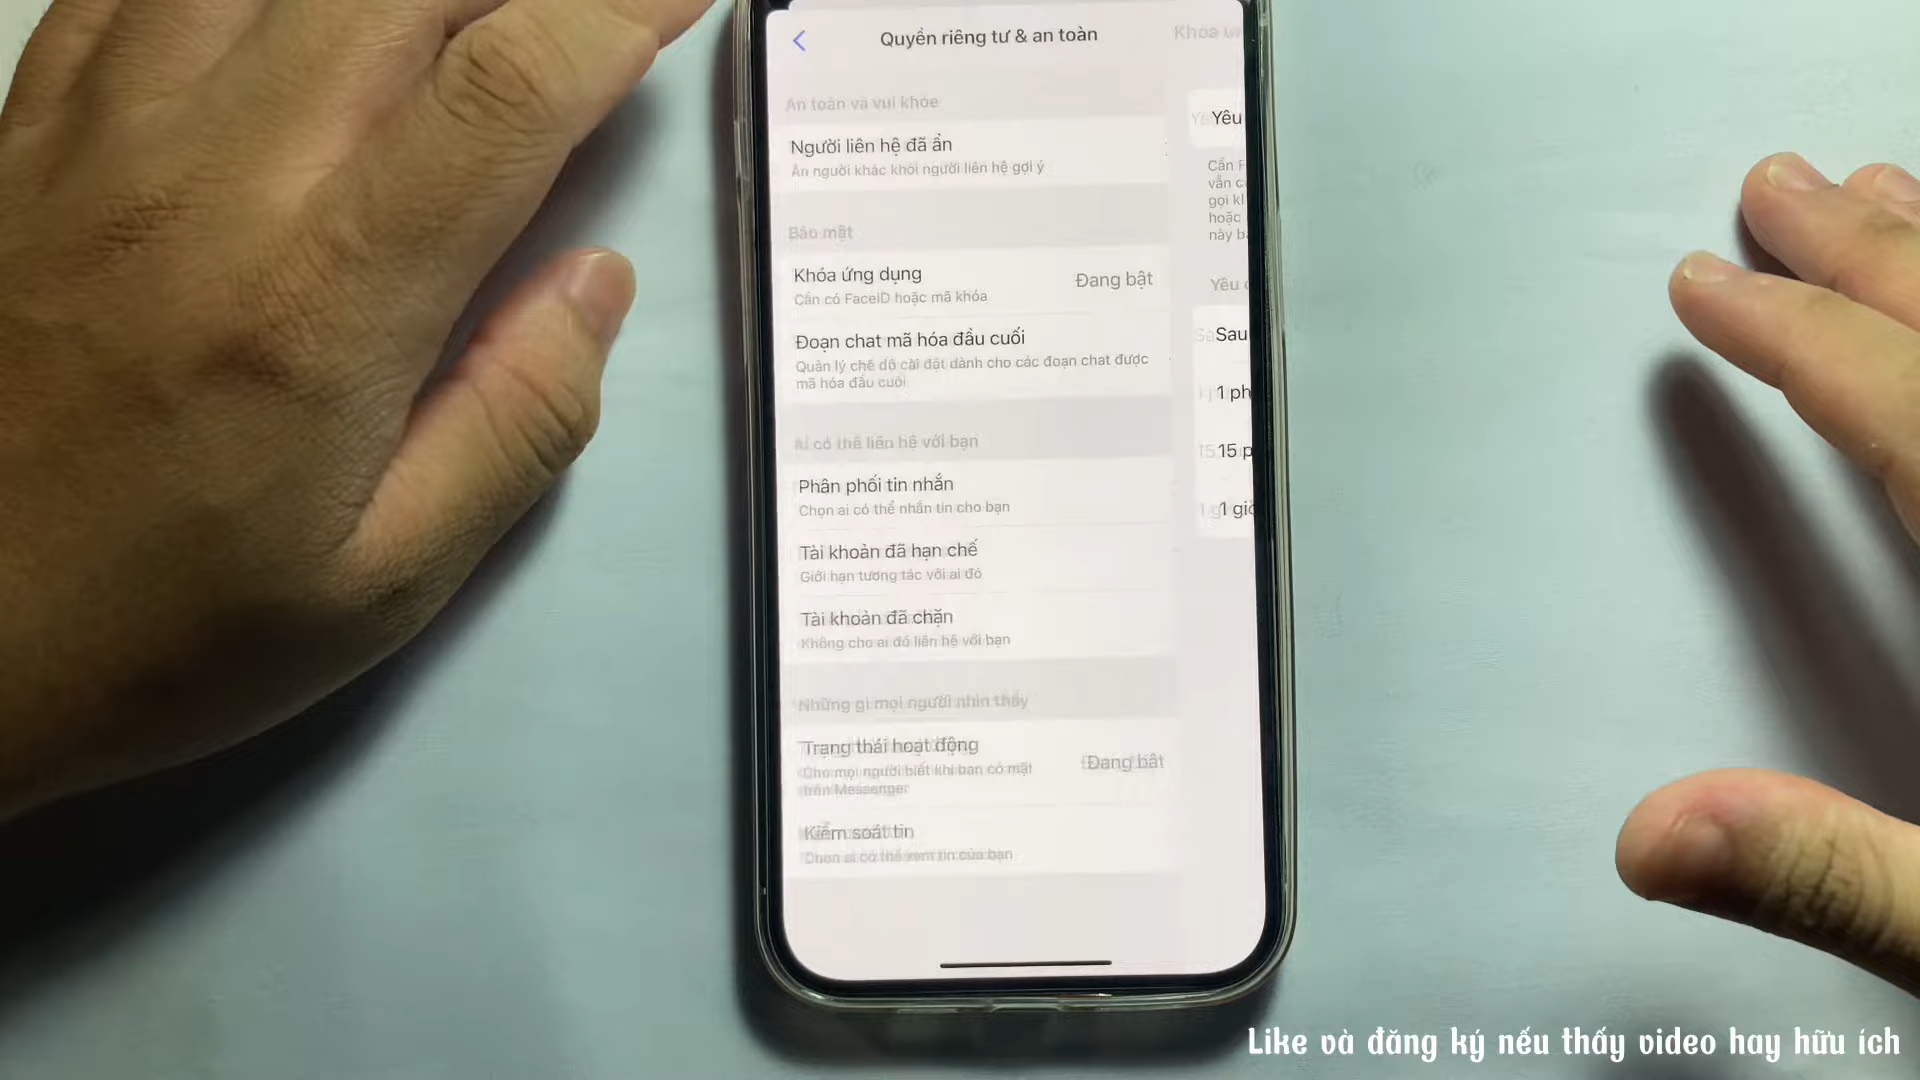 Quyền riêng tư & an toàn
Khóa
An toàn và vui khỏe
Người liên hệ đã ẩn
Ẩn người khác khỏi người liên hệ gợi ý
Bảo mật
Khóa ứng dụng
Đang bật
Cần có FaceID hoặc mã khóa
Đoạn chat mã hóa đầu cuối
Quản lý chế độ cài đặt dành cho các đoạn chat được
mã hóa đầu cuối
Ai có thể liên hệ với bạn
Phân phối tin nhắn
Chọn ai có thể nhắn tin cho bạn
Tài khoản đã hạn chế
Giới hạn tương tác với ai đó
Tài khoản đã chặn
Không cho ai đó liên hệ với bạn
Những gì mọi người nhìn thấy
Trạng thái hoạt động
Đang bật
Cho mọi người biết khi bạn có mặt
trên Messenger
Kiểm soát tin
Chọn ai có thể xem tin của bạn
Yêu
Cần F
vẫn c
gọi k
hoặc
này b
Yêu c
Sau
1 ph
15 p
1 giờ
Like và đăng ký nếu thấy video hay hữu ích